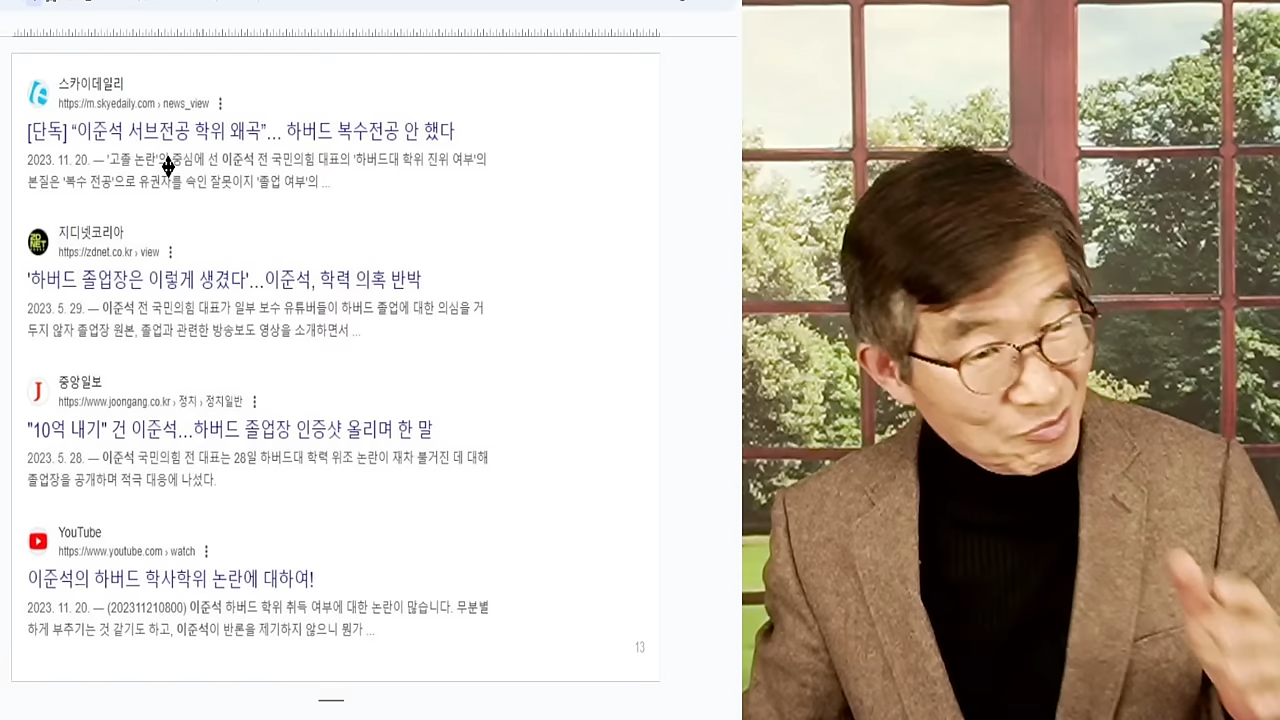 스카이데일리
https://m.skyedaily.com › news_view
[단독] “이준석 서브전공 학위 왜곡”... 하버드 복수전공 안 했다
2023. 11. 20. — '고졸 논란'의 중심에 선 이준석 전 국민의힘 대표의 '하버드대 학위 진위 여부'의
본질은 '복수 전공'으로 유권자를 속인 잘못이지 '졸업 여부'의 ...
지디넷코리아
https://zdnet.co.kr › view
'하버드 졸업장은 이렇게 생겼다'...이준석, 학력 의혹 반박
2023. 5. 29. — 이준석 전 국민의힘 대표가 일부 보수 유튜버들이 하버드 졸업에 대한 의심을 거
두지 않자 졸업장 원본, 졸업과 관련한 방송보도 영상을 소개하면서 ...
중앙일보
https://www.joongang.co.kr › 정치 › 정치일반
"10억 내기" 건 이준석...하버드 졸업장 인증샷 올리며 한 말
2023. 5. 28. — 이준석 국민의힘 전 대표는 28일 하버드대 학력 위조 논란이 재차 불거진 데 대해
졸업장을 공개하며 적극 대응에 나섰다.
YouTube
https://www.youtube.com › watch
이준석의 하버드 학사학위 논란에 대하여!
2023. 11. 20. — (202311210800) 이준석 하버드 학위 취득 여부에 대한 논란이 많습니다. 무분별
하게 부추기는 것 같기도 하고, 이준석이 반론을 제기하지 않으니 뭔가 ...
13